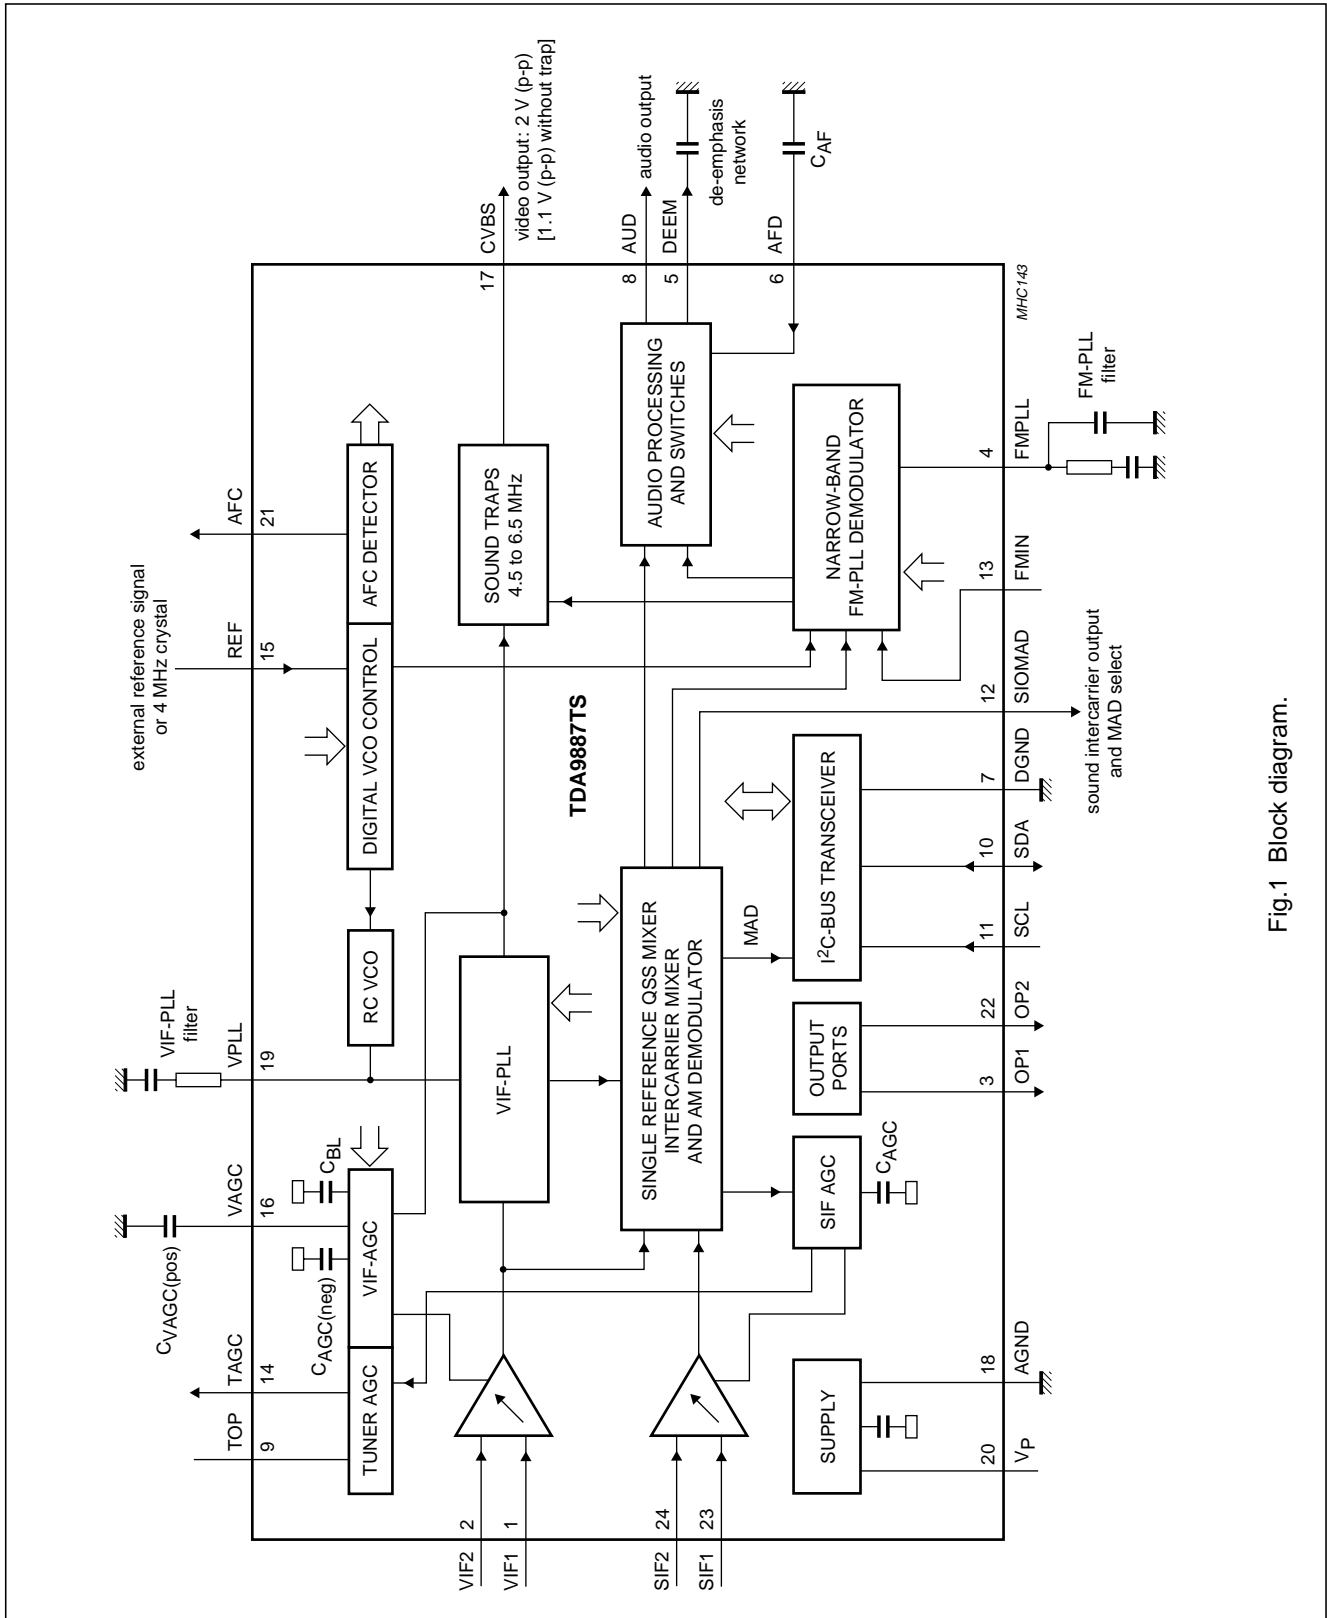 external reference signal
or 4 MHz crystal
VIF-PLL
filter
CVAGC(pos)
TOP
TAGC
VAGC
VPLL
REF
AFC
9
14
16
19
15
21
CBL
CAGC(neg)
TUNER AGC
VIF-AGC
RC VCO
DIGITAL VCO CONTROL
AFC DETECTOR
VIF2
2
VIF1
1
VIF-PLL
SOUND TRAPS
4.5 to 6.5 MHz
17
CVBS
video output: 2 V (p-p)
[1.1 V (p-p) without trap]
TDA9887TS
SIF2
24
SIF1
23
SINGLE REFERENCE QSS MIXER
INTERCARRIER MIXER
AND AM DEMODULATOR
MAD
AUDIO PROCESSING
AND SWITCHES
8
AUD
audio output
5
DEEM
de-emphasis
network
6
AFD
CAF
SUPPLY
SIF AGC
CAGC
OUTPUT
PORTS
I2C-BUS TRANSCEIVER
NARROW-BAND
FM-PLL DEMODULATOR
20
18
3
22
11
10
7
12
13
4
VP
AGND
OP1
OP2
SCL
SDA
DGND
SIOMAD
FMIN
FMPLL
MHC143
FM-PLL
filter
sound intercarrier output
and MAD select
Fig.1 Block diagram.